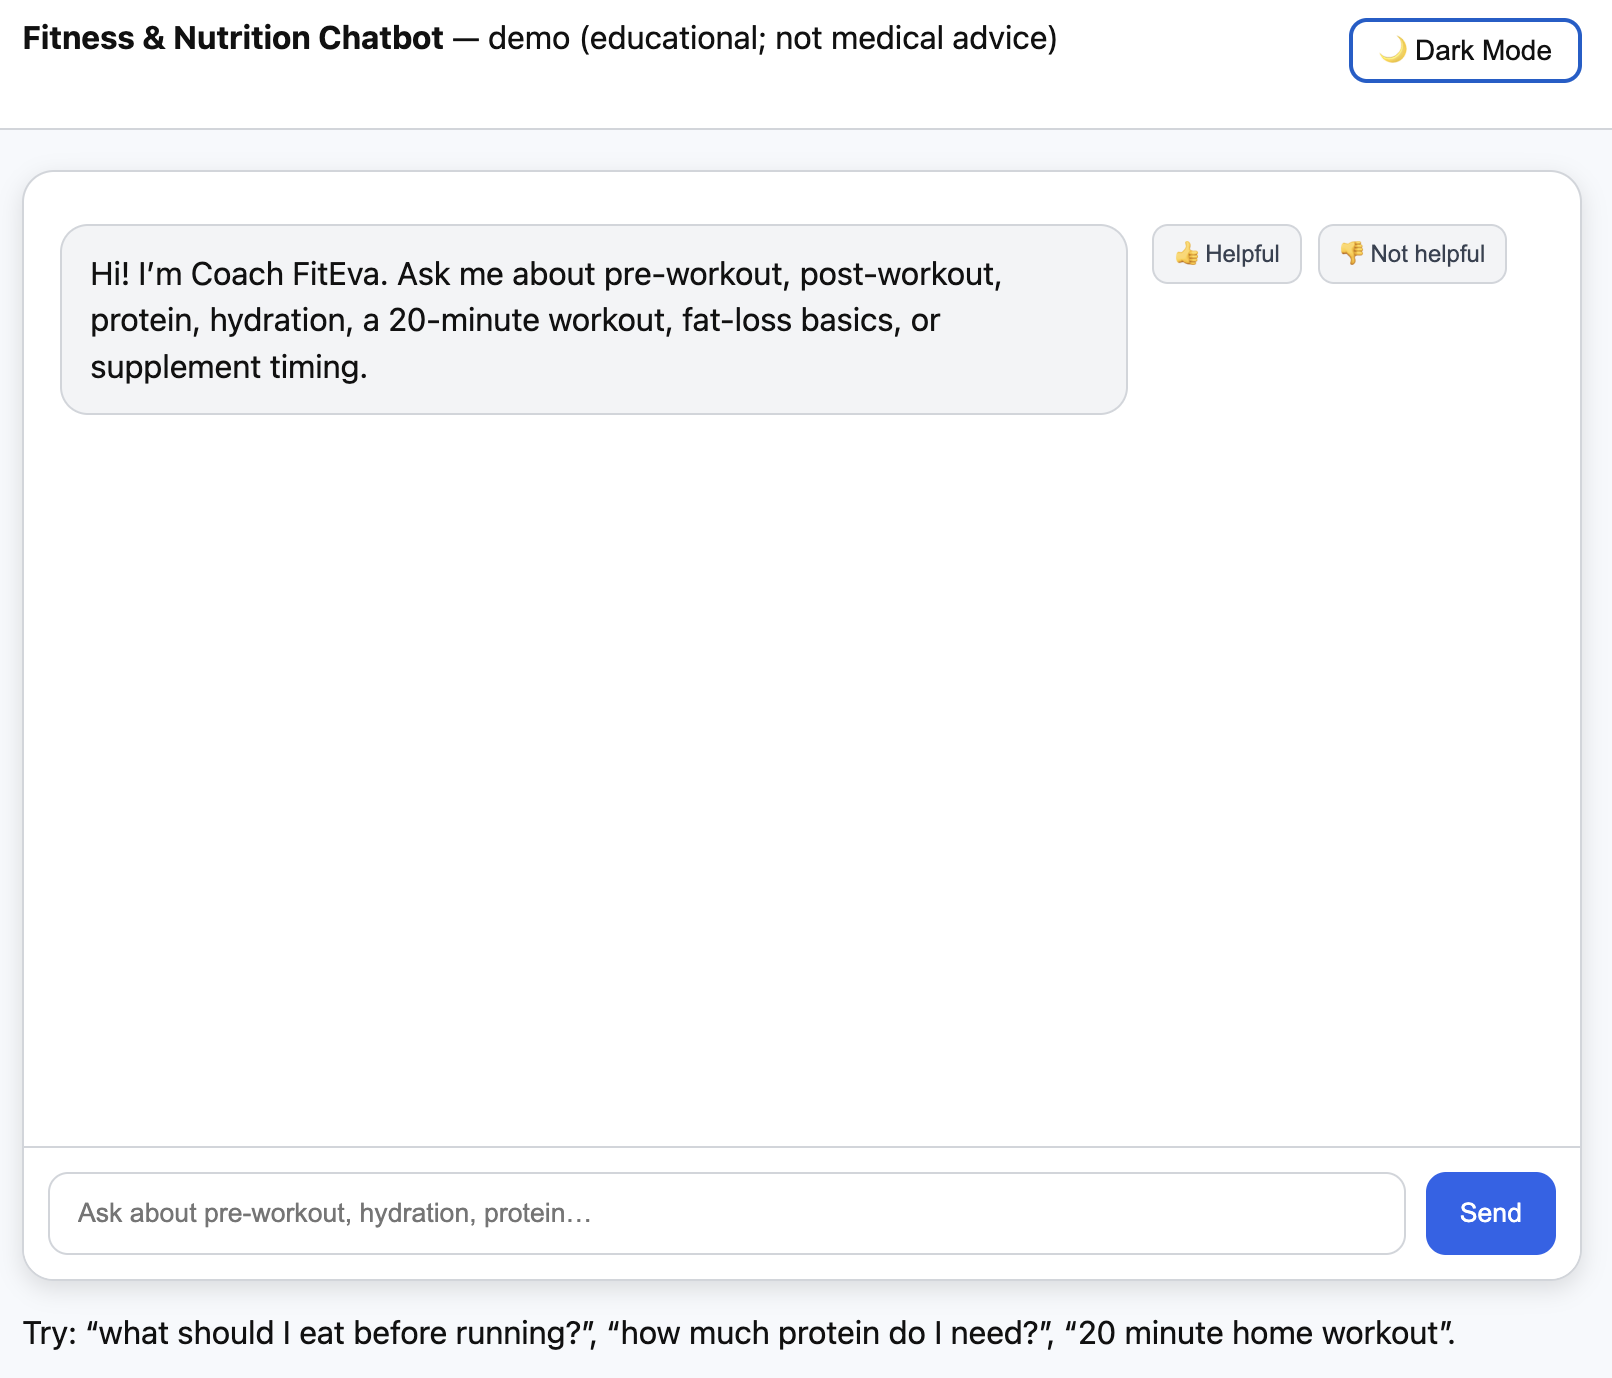 Fitness & Nutrition Chatbot — demo (educational; not medical advice)
🌙 Dark Mode
Hi! I’m Coach FitEva. Ask me about pre-workout, post-workout,
protein, hydration, a 20-minute workout, fat-loss basics, or
supplement timing.
👍 Helpful
👎 Not helpful
Ask about pre-workout, hydration, protein…
Send
Try: “what should I eat before running?”, “how much protein do I need?”, “20 minute home workout”.